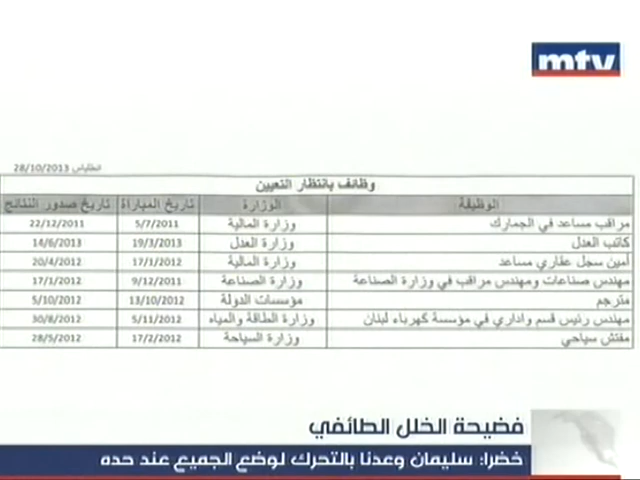 mtv
انطلياس 28/10/2013
وظائف بانتظار التعيين
الوظيفة الوزارة تاريخ المباراة تاريخ صدور النتائج
مراقب مساعد في الجمارك وزارة المالية 5/7/2011 22/12/2011
كاتب العدل وزارة العدل 19/3/2013 14/6/2013
أمين سجل عقاري مساعد وزارة المالية 17/1/2012 20/4/2012
مهندس صناعات ومهندس مراقب في وزارة الصناعة وزارة الصناعة 9/12/2011 17/1/2012
مترجم مؤسسات الدولة 13/10/2012 5/10/2012
مهندس رئيس قسم واداري في مؤسسة كهرباء لبنان وزارة الطاقة والمياه 5/11/2012 30/8/2012
مفتش سياحي وزارة السياحة 17/2/2012 28/5/2012
فضيحة الخلل الطائفي
خضرا: سليمان وعدنا بالتحرك لوضع الجميع عند حده